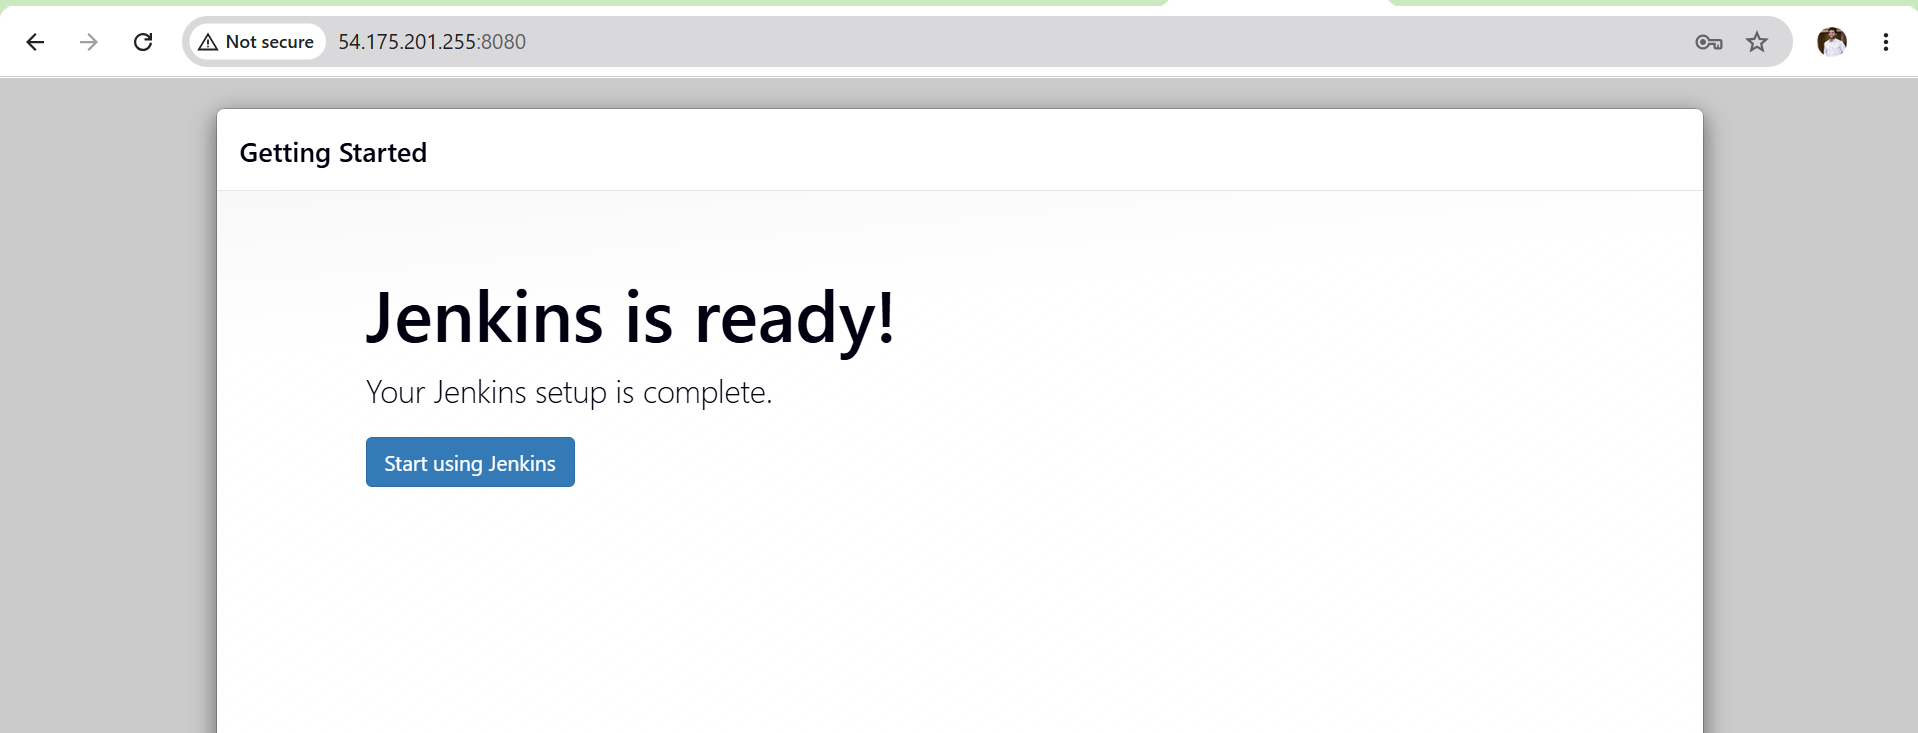 Not secure 54.175.201.255:8080
Getting Started
Jenkins is ready!
Your Jenkins setup is complete.
Start using Jenkins